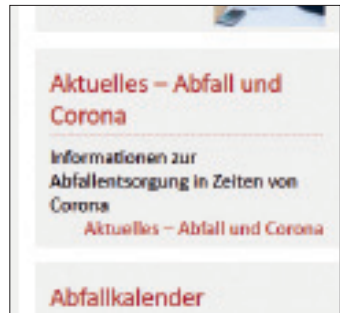 Aktuelles – Abfall und
Corona
Informationen zur
Abfallentsorgung in Zeiten von
Corona
Aktuelles – Abfall und Corona
Abfallkalender